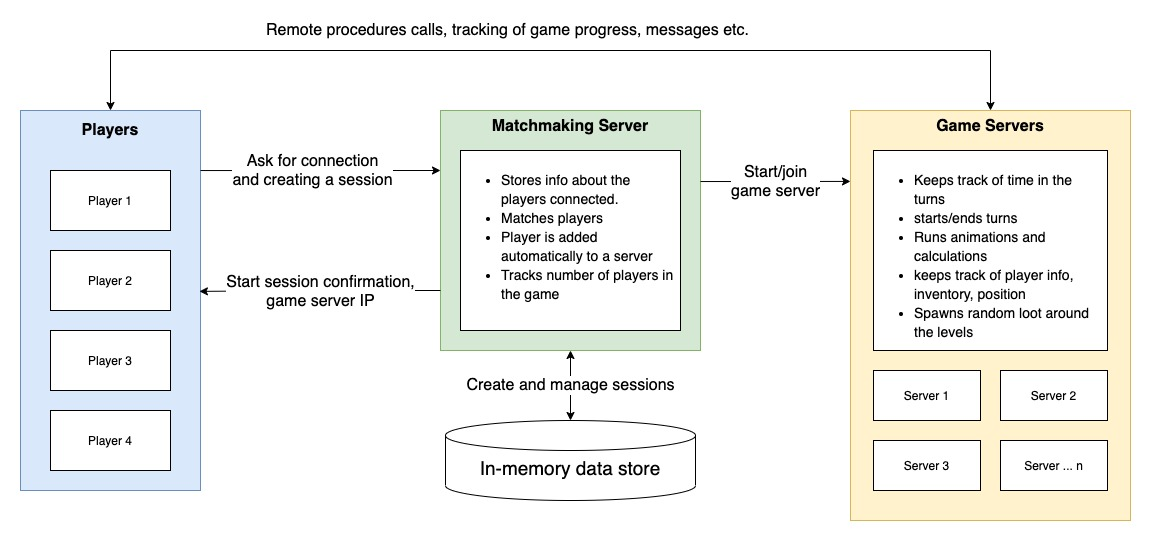 Remote procedures calls, tracking of game progress, messages etc.
Players
Player 1
Player 2
Player 3
Player 4
Ask for connection
and creating a session
Start session confirmation,
game server IP
Matchmaking Server
• Stores info about the
players connected.
• Matches players
• Player is added
automatically to a server
• Tracks number of players in
the game
Create and manage sessions
In-memory data store
Start/join
game server
Game Servers
• Keeps track of time in the
turns
• starts/ends turns
• Runs animations and
calculations
• keeps track of player info,
inventory, position
• Spawns random loot around
the levels
Server 1
Server 2
Server 3
Server ... n